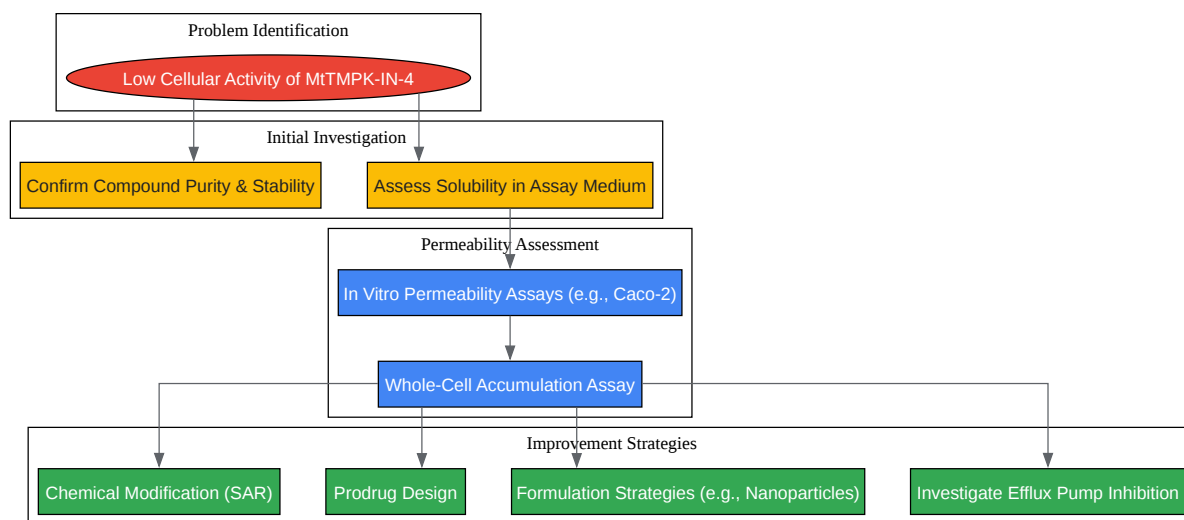 Problem Identification
Low Cellular Activity of MtTMPK-IN-4
Initial Investigation
Confirm Compound Purity & Stability
Assess Solubility in Assay Medium
Permeability Assessment
In Vitro Permeability Assays (e.g., Caco-2)
Whole-Cell Accumulation Assay
Improvement Strategies
Chemical Modification (SAR)
Prodrug Design
Formulation Strategies (e.g., Nanoparticles)
Investigate Efflux Pump Inhibition